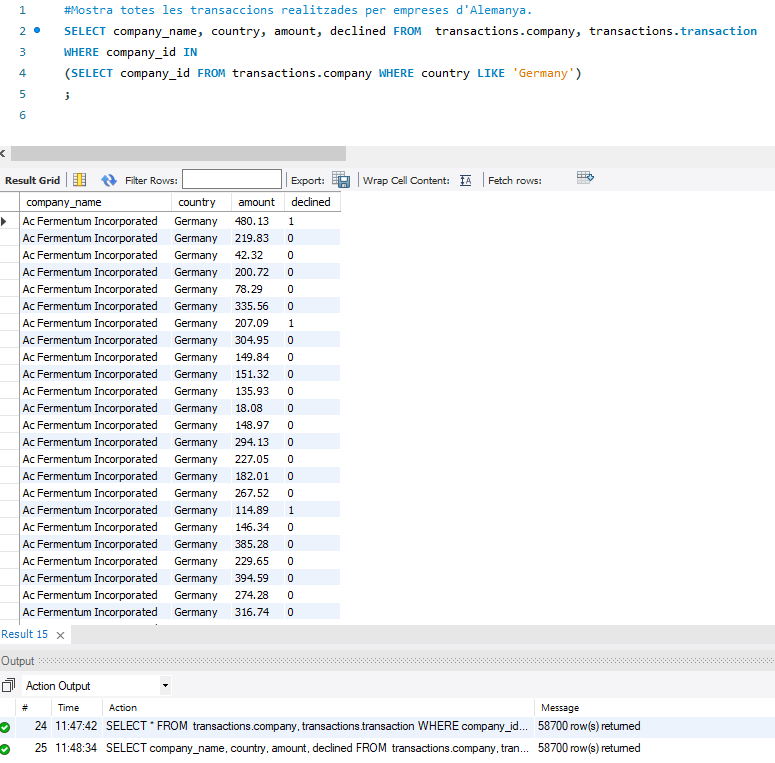 1 #Mostra totes les transaccions realitzades per empreses d'Alemanya.
2 SELECT company_name, country, amount, declined FROM transactions.company, transactions.transaction
3 WHERE company_id IN
4 (SELECT company_id FROM transactions.company WHERE country LIKE 'Germany')
5 ;
6
Result Grid Filter Rows: Export: Wrap Cell Content: Fetch rows:
company_name country amount declined
Ac Fermentum Incorporated Germany 480.13 1
Ac Fermentum Incorporated Germany 219.83 0
Ac Fermentum Incorporated Germany 42.32 0
Ac Fermentum Incorporated Germany 200.72 0
Ac Fermentum Incorporated Germany 78.29 0
Ac Fermentum Incorporated Germany 335.56 0
Ac Fermentum Incorporated Germany 207.09 1
Ac Fermentum Incorporated Germany 304.95 0
Ac Fermentum Incorporated Germany 149.84 0
Ac Fermentum Incorporated Germany 151.32 0
Ac Fermentum Incorporated Germany 135.93 0
Ac Fermentum Incorporated Germany 18.08 0
Ac Fermentum Incorporated Germany 148.97 0
Ac Fermentum Incorporated Germany 294.13 0
Ac Fermentum Incorporated Germany 227.05 0
Ac Fermentum Incorporated Germany 182.01 0
Ac Fermentum Incorporated Germany 267.52 0
Ac Fermentum Incorporated Germany 114.89 1
Ac Fermentum Incorporated Germany 146.34 0
Ac Fermentum Incorporated Germany 385.28 0
Ac Fermentum Incorporated Germany 229.65 0
Ac Fermentum Incorporated Germany 394.59 0
Ac Fermentum Incorporated Germany 274.28 0
Ac Fermentum Incorporated Germany 316.74 0
Result 15
Output
Action Output
# Time Action Message
24 11:47:42 SELECT * FROM transactions.company, transactions.transaction WHERE company_id... 58700 row(s) returned
25 11:48:34 SELECT company_name, country, amount, declined FROM transactions.company, tran... 58700 row(s) returned